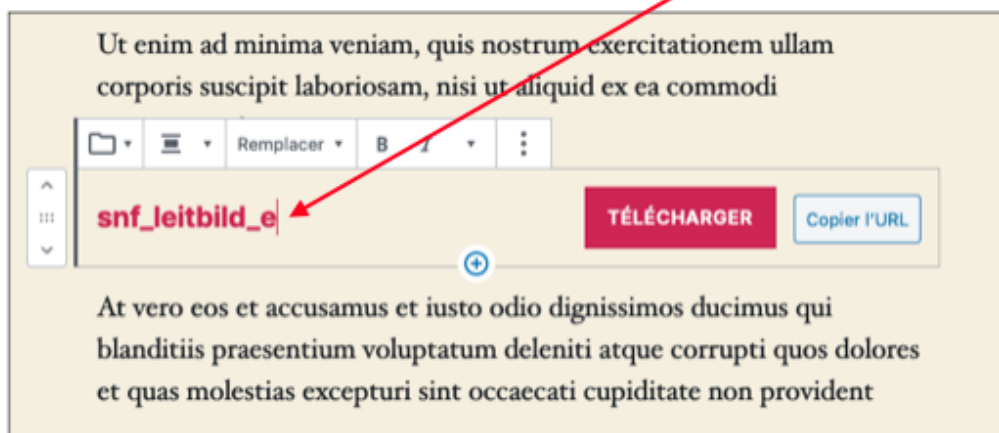 Ut enim ad minima veniam, quis nostrum exercitationem ullam
corporis suscipit laboriosam, nisi ut aliquid ex ea commodi
Remplacer B I
snf_leitbild_e
TÉLÉCHARGER
Copier l'URL
At vero eos et accusamus et iusto odio dignissimos ducimus qui
blanditiis praesentium voluptatum deleniti atque corrupti quos dolores
et quas molestias excepturi sint occaecati cupiditate non provident